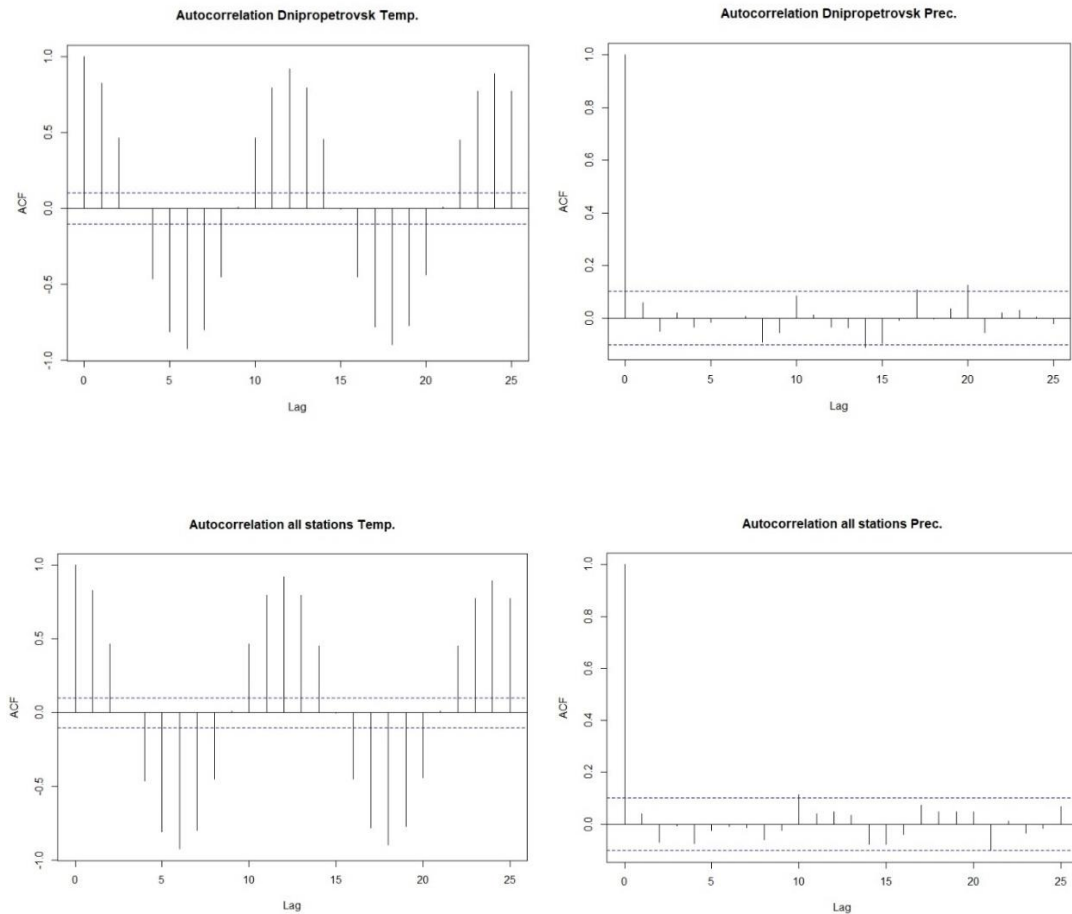 Autocorrelation Dnipropetrovsk Temp.
ACF
1.0
0.5
0.0
-0.5
-1.0
0 5 10 15 20 25
Lag
Autocorrelation Dnipropetrovsk Prec.
ACF
1.0
0.8
0.6
0.4
0.2
0.0
0 5 10 15 20 25
Lag
Autocorrelation all stations Temp.
ACF
1.0
0.5
0.0
-0.5
-1.0
0 5 10 15 20 25
Lag
Autocorrelation all stations Prec.
ACF
1.0
0.8
0.6
0.4
0.2
0.0
0 5 10 15 20 25
Lag